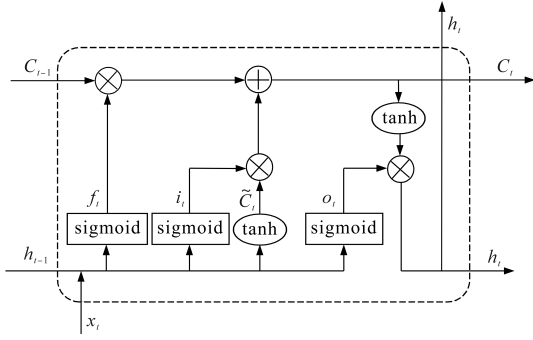 h_t
C_{t-1}
C_t
tanh
f_t
i_t
C̃_t
o_t
sigmoid
sigmoid
tanh
sigmoid
h_{t-1}
h_t
x_t